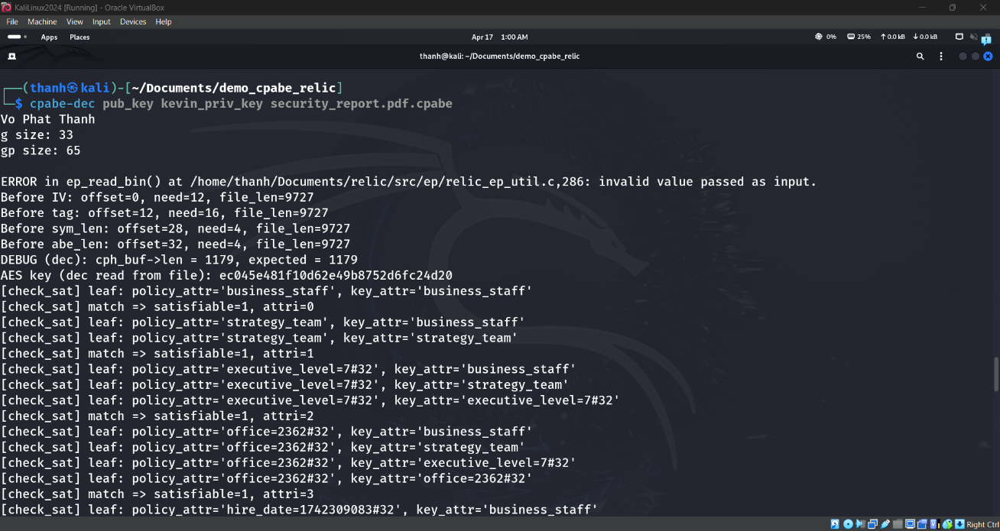 KaliLinux2024 [Running] - Oracle VirtualBox
File Machine View Input Devices Help
Apps Places Apr 17 1:00 AM 0% 25% ↑0.0 kB ↓0.0 kB
thanh@kali: ~/Documents/demo_cpabe_relic
┌──(thanh㉿kali)-[~/Documents/demo_cpabe_relic]
└─$ cpabe-dec pub_key kevin_priv_key security_report.pdf.cpabe
Vo Phat Thanh
g size: 33
gp size: 65
ERROR in ep_read_bin() at /home/thanh/Documents/relic/src/ep/relic_ep_util.c,286: invalid value passed as input.
Before IV: offset=0, need=12, file_len=9727
Before tag: offset=12, need=16, file_len=9727
Before sym_len: offset=28, need=4, file_len=9727
Before abe_len: offset=32, need=4, file_len=9727
DEBUG (dec): cph_buf->len = 1179, expected = 1179
AES key (dec read from file): ec045e481f10d62e49b8752d6fc24d20
[check_sat] leaf: policy_attr='business_staff', key_attr='business_staff'
[check_sat] match => satisfiable=1, attri=0
[check_sat] leaf: policy_attr='strategy_team', key_attr='business_staff'
[check_sat] leaf: policy_attr='strategy_team', key_attr='strategy_team'
[check_sat] match => satisfiable=1, attri=1
[check_sat] leaf: policy_attr='executive_level=7#32', key_attr='business_staff'
[check_sat] leaf: policy_attr='executive_level=7#32', key_attr='strategy_team'
[check_sat] leaf: policy_attr='executive_level=7#32', key_attr='executive_level=7#32'
[check_sat] match => satisfiable=1, attri=2
[check_sat] leaf: policy_attr='office=2362#32', key_attr='business_staff'
[check_sat] leaf: policy_attr='office=2362#32', key_attr='strategy_team'
[check_sat] leaf: policy_attr='office=2362#32', key_attr='executive_level=7#32'
[check_sat] leaf: policy_attr='office=2362#32', key_attr='office=2362#32'
[check_sat] match => satisfiable=1, attri=3
[check_sat] leaf: policy_attr='hire_date=1742309083#32', key_attr='business_staff'
Right Ctrl